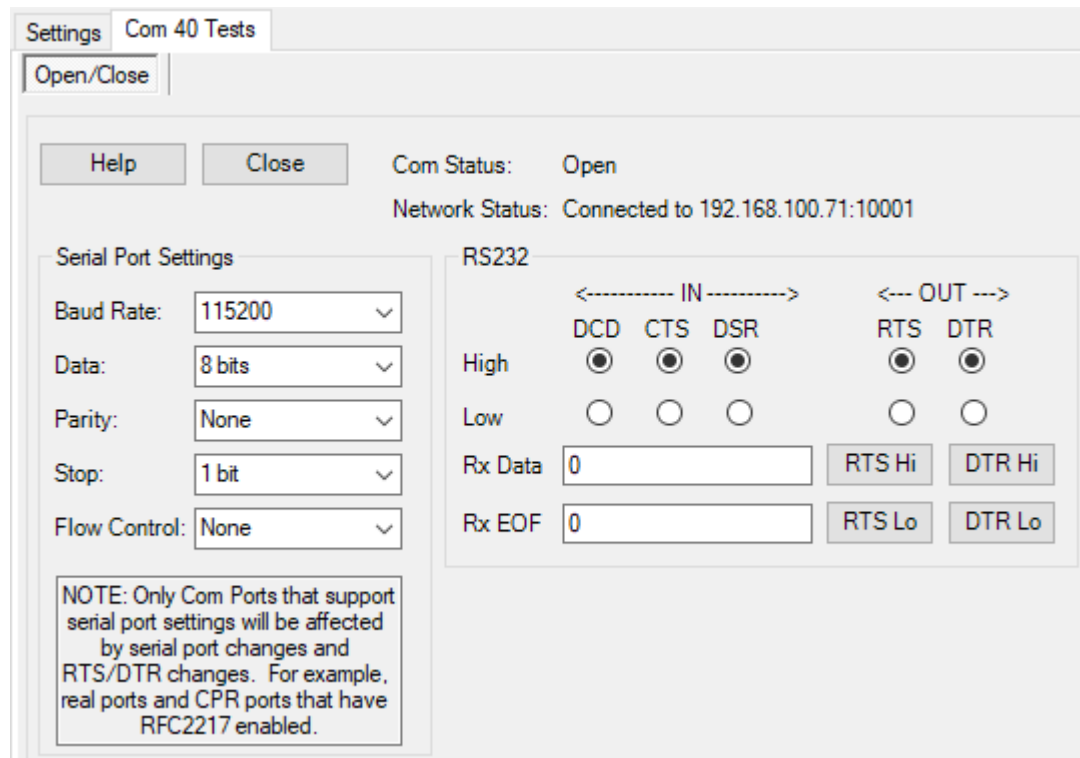 Settings Com 40 Tests
Open/Close
Help Close Com Status: Open
Network Status: Connected to 192.168.100.71:10001
Serial Port Settings
Baud Rate: 115200
Data: 8 bits
Parity: None
Stop: 1 bit
Flow Control: None
NOTE: Only Com Ports that support
serial port settings will be affected
by serial port changes and
RTS/DTR changes.  For example,
real ports and CPR ports that have
RFC2217 enabled.
RS232
<----------- IN ----------> <--- OUT --->
DCD CTS DSR RTS DTR
High
Low
Rx Data 0 RTS Hi DTR Hi
Rx EOF 0 RTS Lo DTR Lo